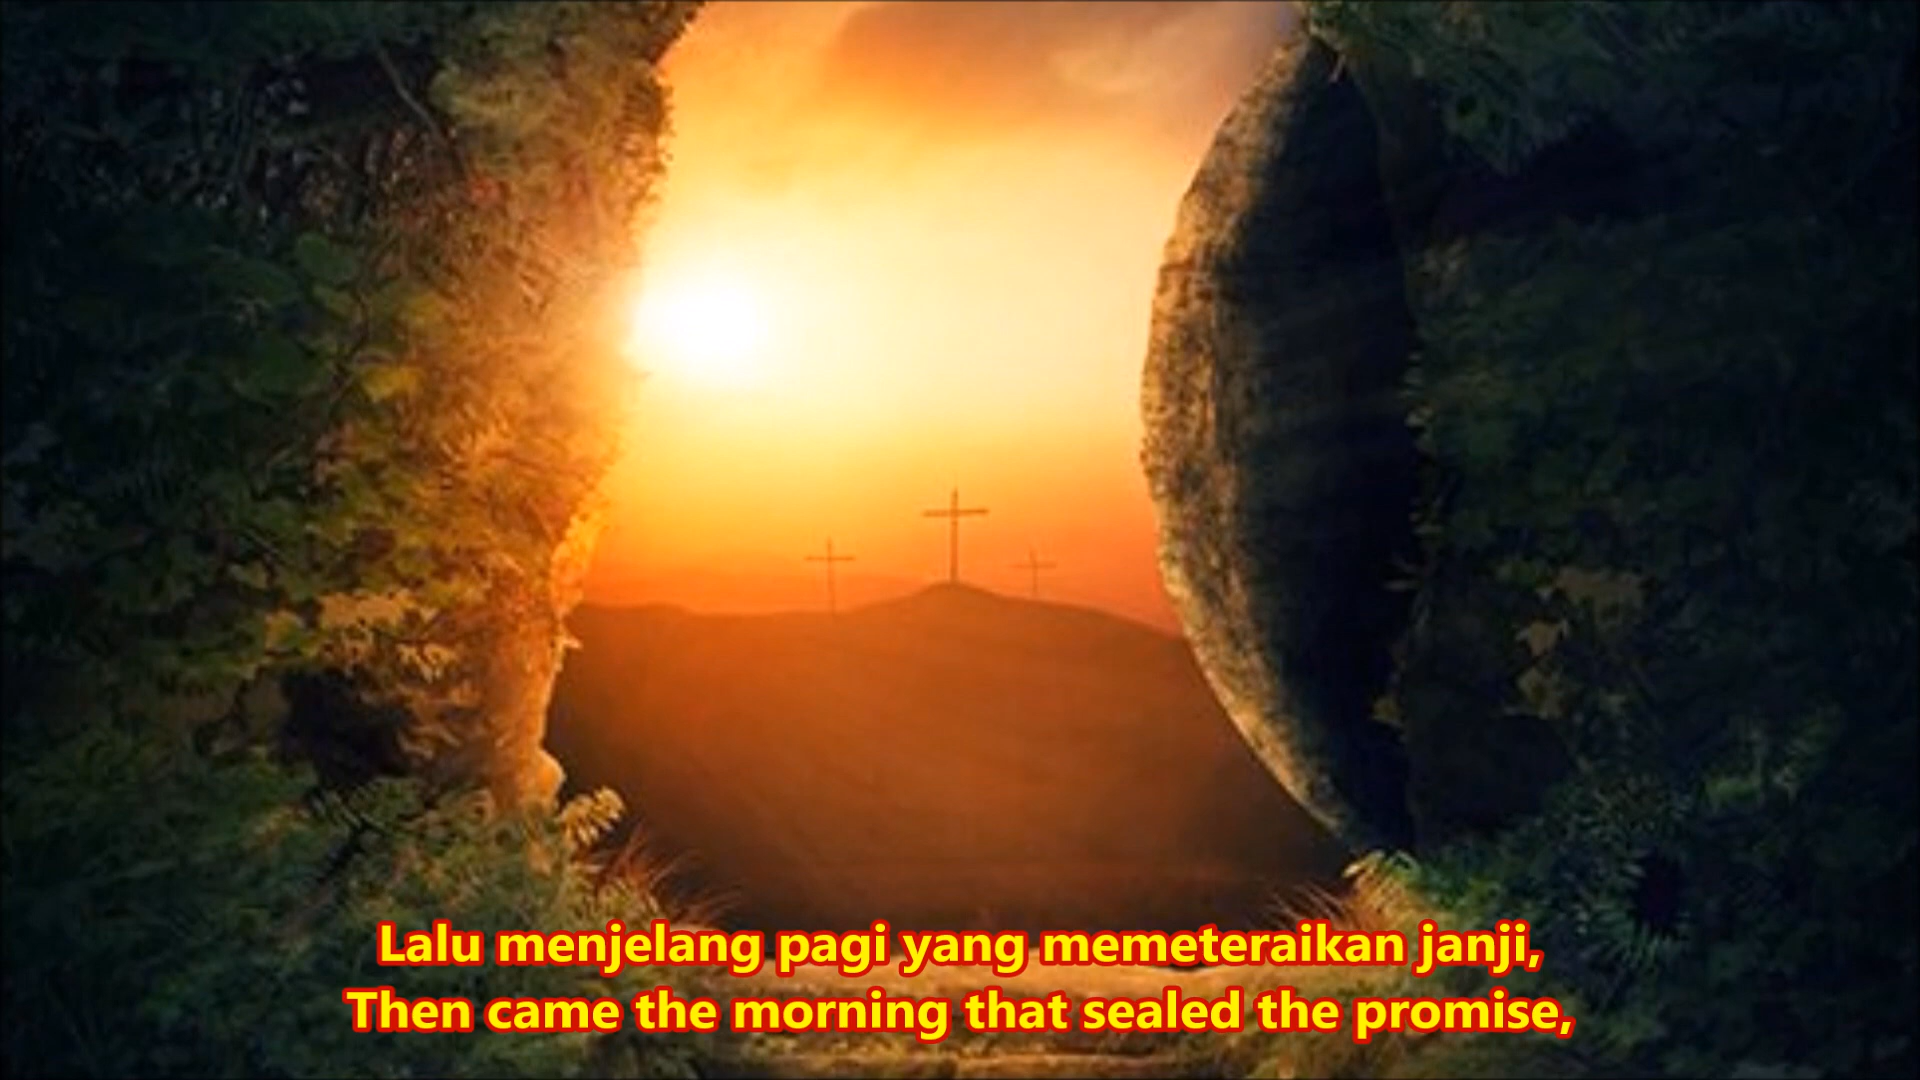 Lalu menjelang pagi yang memeteraikan janji,
Then came the morning that sealed the promise,